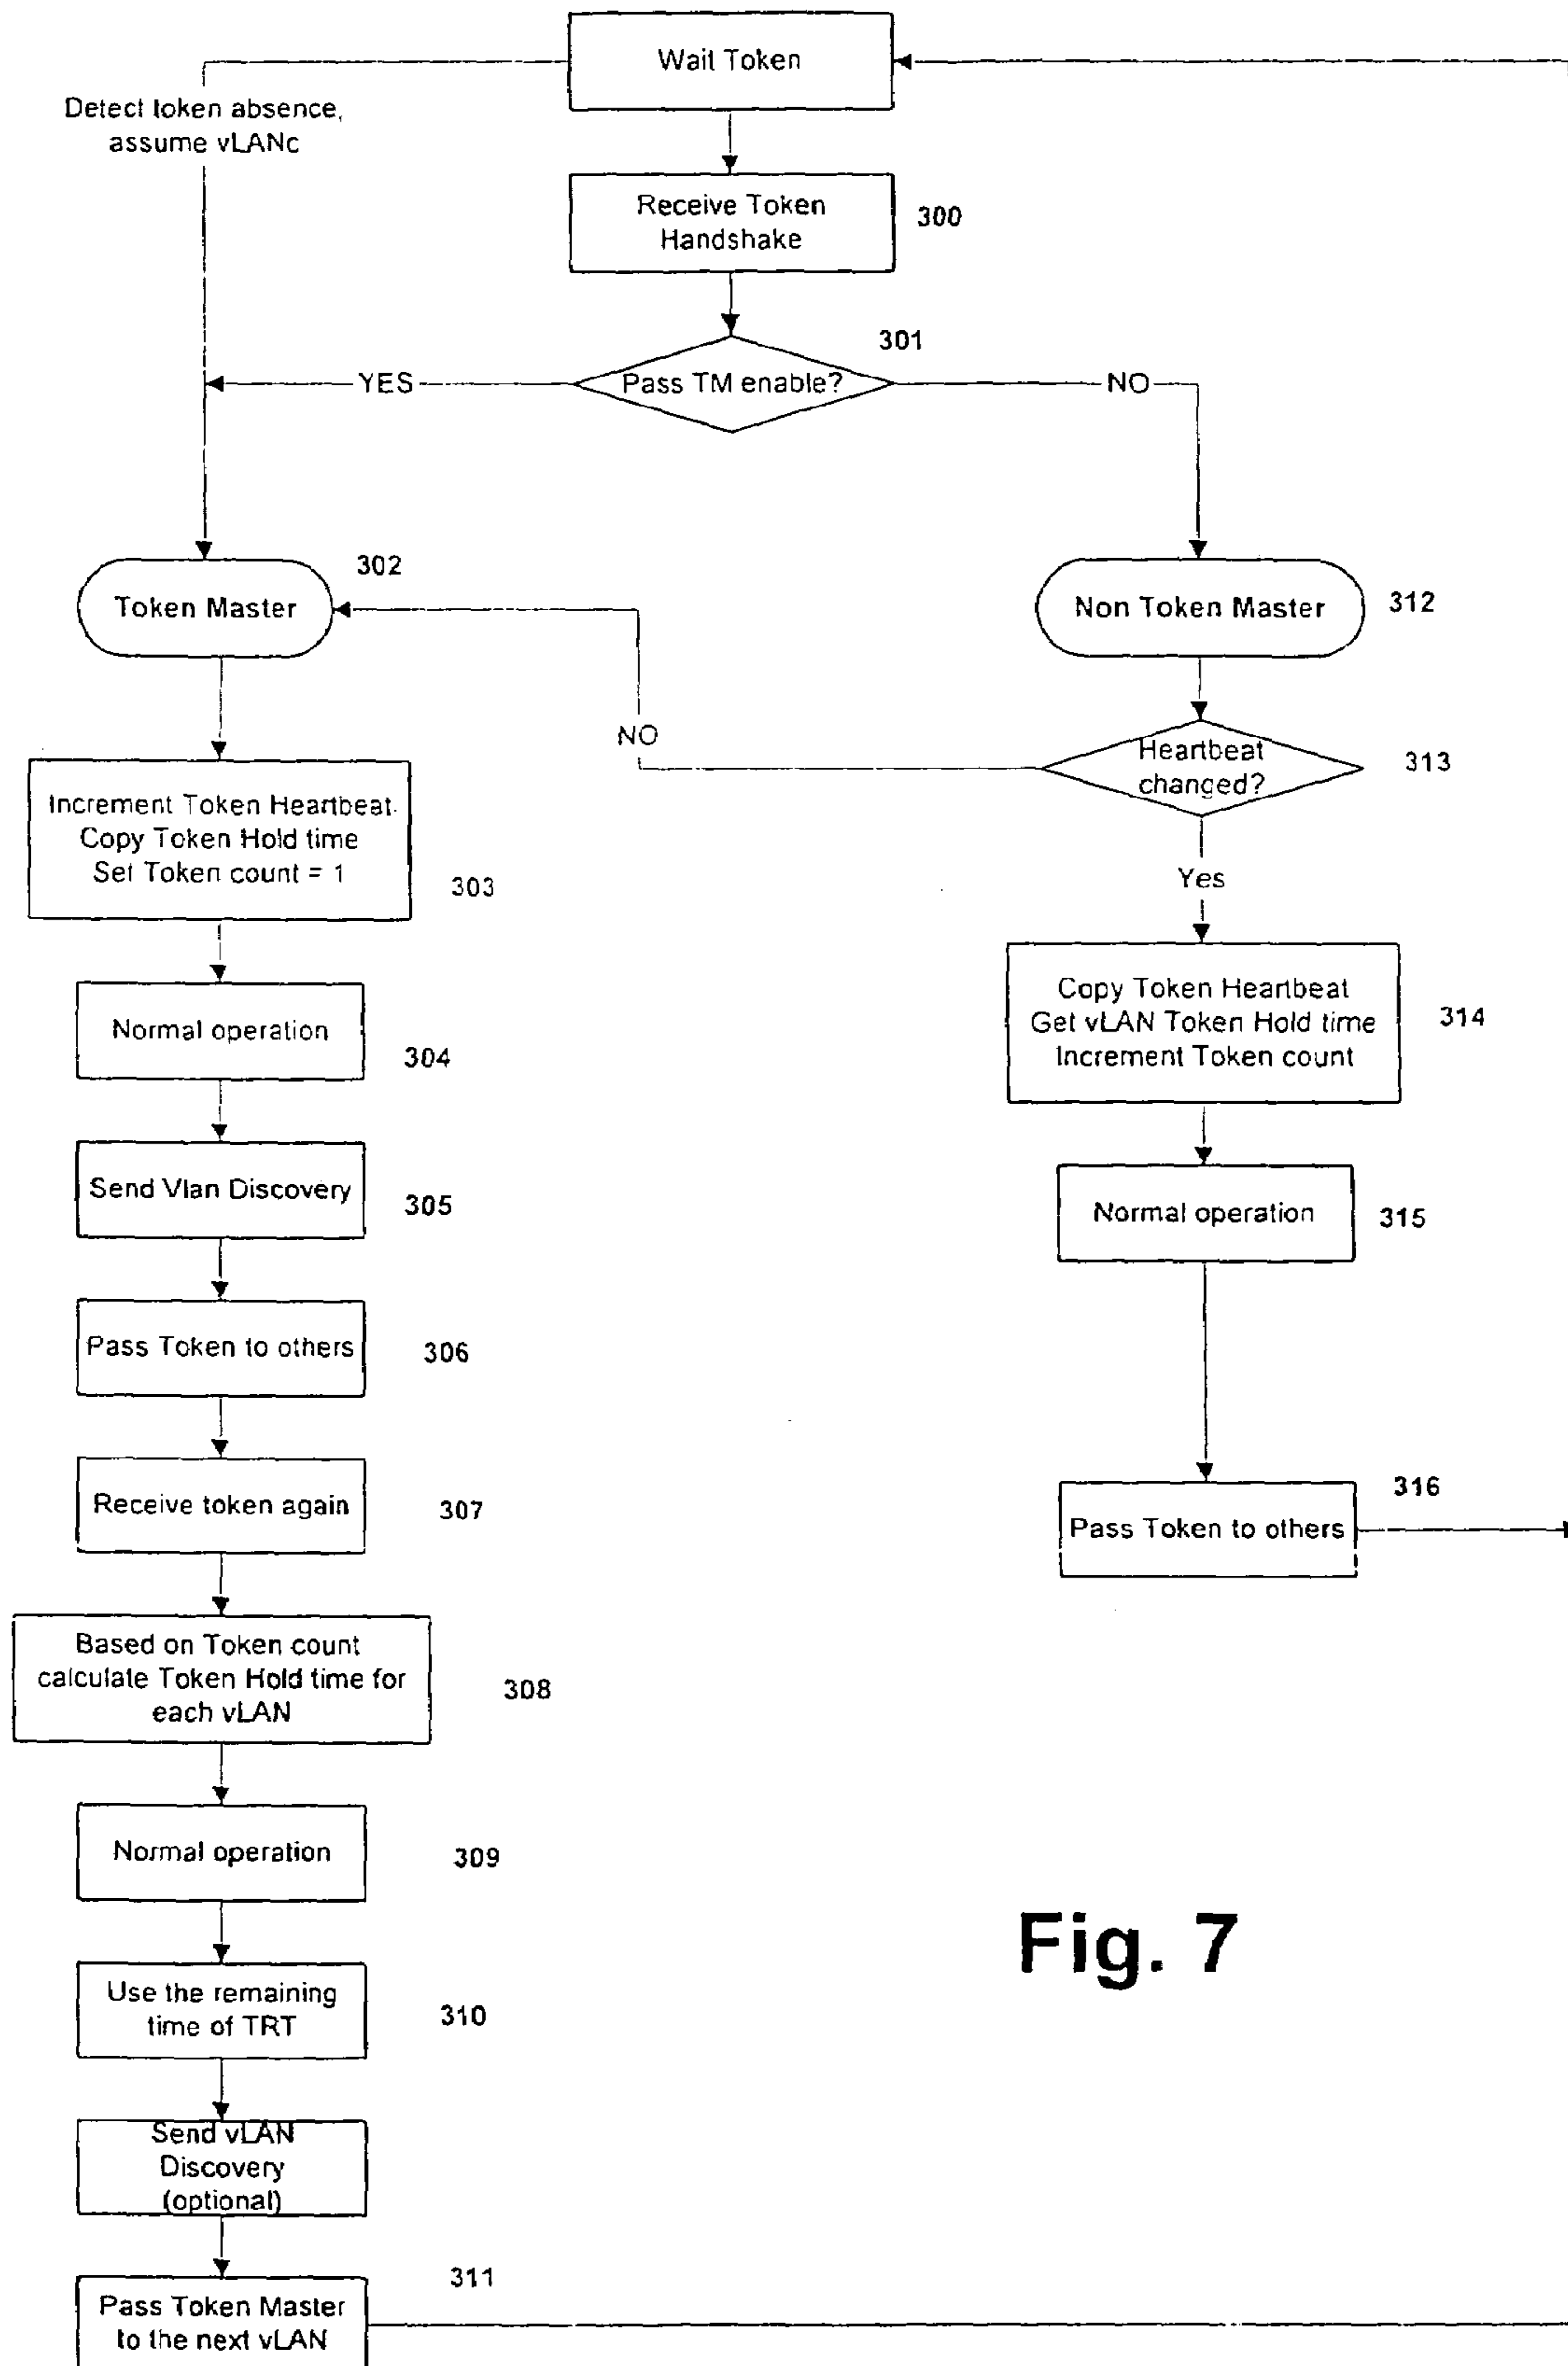 Wait Token
Detect token absence,
assume vLANc
Receive Token
Handshake
300
301
YES
Pass TM enable?
NO
302
Token Master
Non Token Master
312
NO
Heartbeat
changed?
313
Increment Token Heartbeat
Copy Token Hold time
Set Token count = 1
303
Yes
Copy Token Heartbeat
Get vLAN Token Hold time
Increment Token count
314
Normal operation
304
Send Vlan Discovery
305
Normal operation
315
Pass Token to others
306
Receive token again
307
Pass Token to others
316
Based on Token count
calculate Token Hold time for
each vLAN
308
Normal operation
309
Fig. 7
Use the remaining
time of TRT
310
Send vLAN
Discovery
(optional)
311
Pass Token Master
to the next vLAN